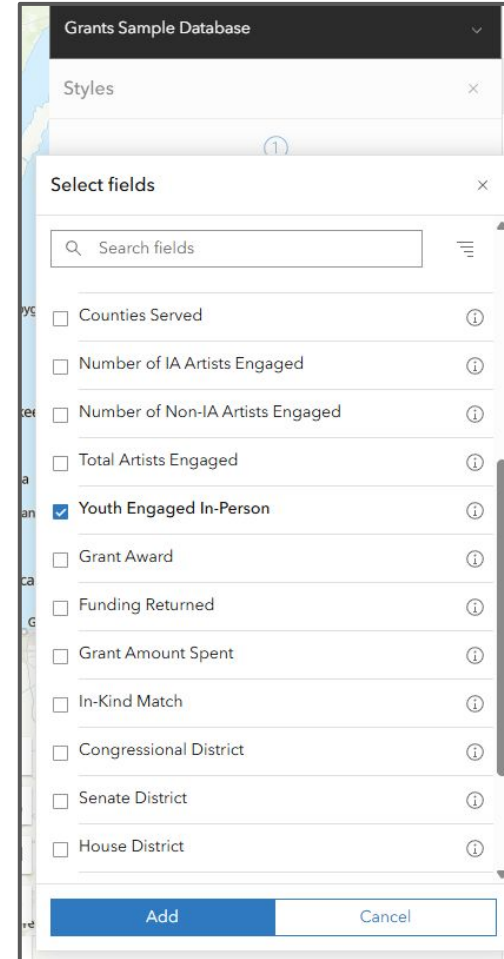 Grants Sample Database
Styles
1
Select fields
Search fields
Counties Served
Number of IA Artists Engaged
Number of Non-IA Artists Engaged
Total Artists Engaged
Youth Engaged In-Person
Grant Award
Funding Returned
Grant Amount Spent
In-Kind Match
Congressional District
Senate District
House District
Add
Cancel